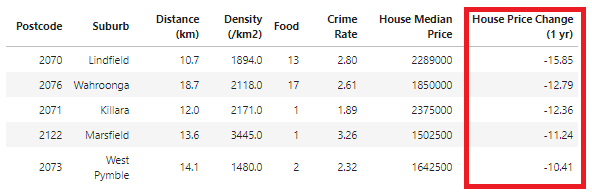 Postcode Suburb Distance (km) Density (/km2) Food Crime Rate House Median Price House Price Change (1 yr)
2070 Lindfield 10.7 1894.0 13 2.80 2289000 -15.85
2076 Wahroonga 18.7 2118.0 17 2.61 1850000 -12.79
2071 Killara 12.0 2171.0 1 1.89 2375000 -12.36
2122 Marsfield 13.6 3445.0 1 3.26 1502500 -11.24
2073 West Pymble 14.1 1480.0 2 2.32 1642500 -10.41